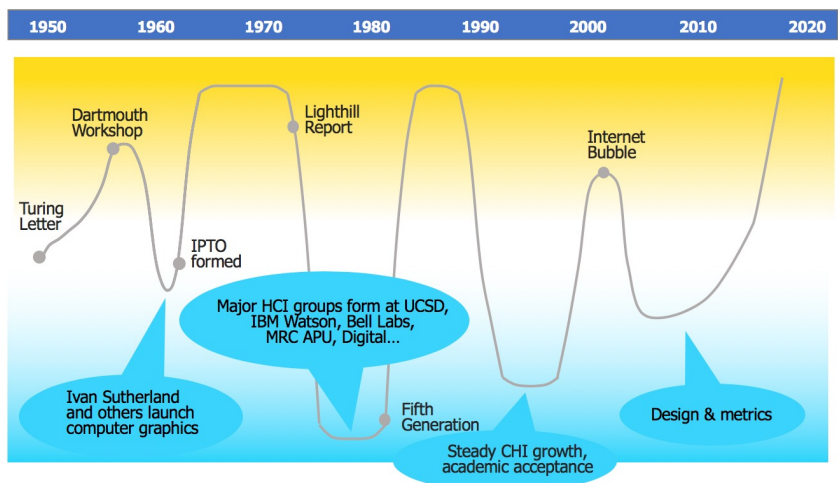 1950 1960 1970 1980 1990 2000 2010 2020
Dartmouth
Workshop
Lighthill
Report
Internet
Bubble
Turing
Letter
IPTO
formed
Major HCI groups form at UCSD,
IBM Watson, Bell Labs,
MRC APU, Digital...
Ivan Sutherland
and others launch
computer graphics
Fifth
Generation
Steady CHI growth,
academic acceptance
Design & metrics